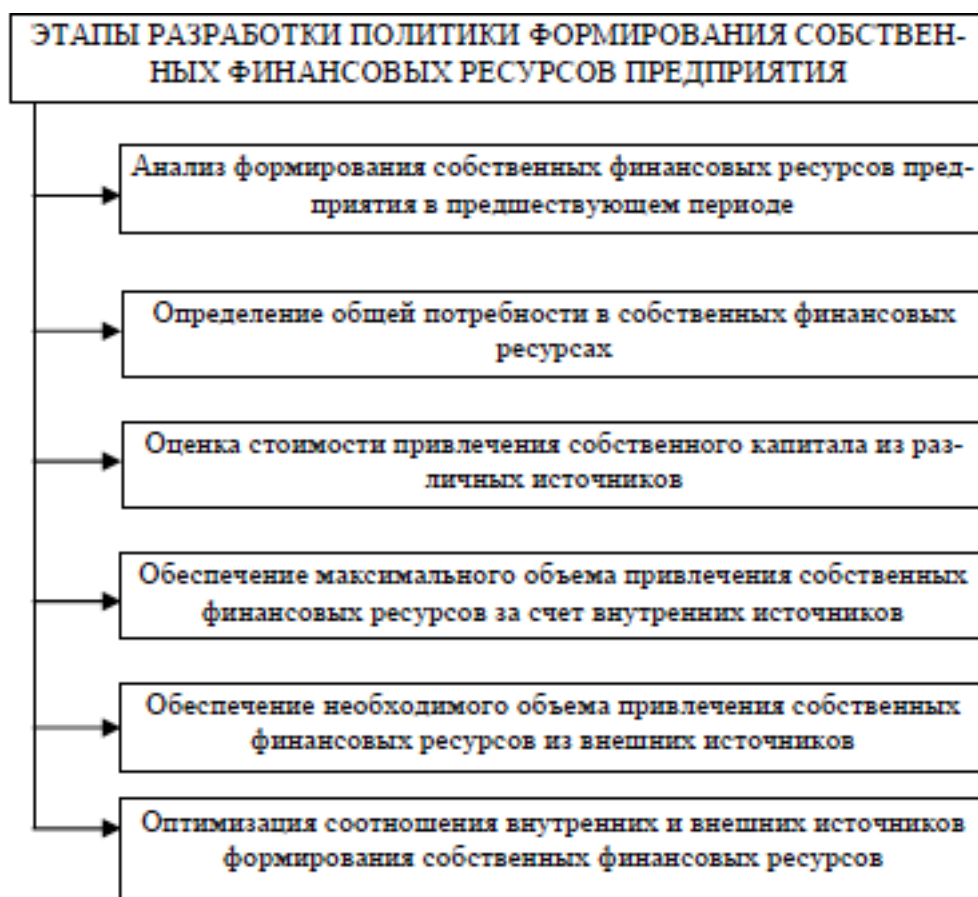 ЭТАПЫ РАЗРАБОТКИ ПОЛИТИКИ ФОРМИРОВАНИЯ СОБСТВЕН-
НЫХ ФИНАНСОВЫХ РЕСУРСОВ ПРЕДПРИЯТИЯ
Анализ формирования собственных финансовых ресурсов пред-
приятия в предшествующем периоде
Определение общей потребности в собственных финансовых
ресурсах
Оценка стоимости привлечения собственного капитала из раз-
личных источников
Обеспечение максимального объема привлечения собственных
финансовых ресурсов за счет внутренних источников
Обеспечение необходимого объема привлечения собственных
финансовых ресурсов из внешних источников
Оптимизация соотношения внутренних и внешних источников
формирования собственных финансовых ресурсов